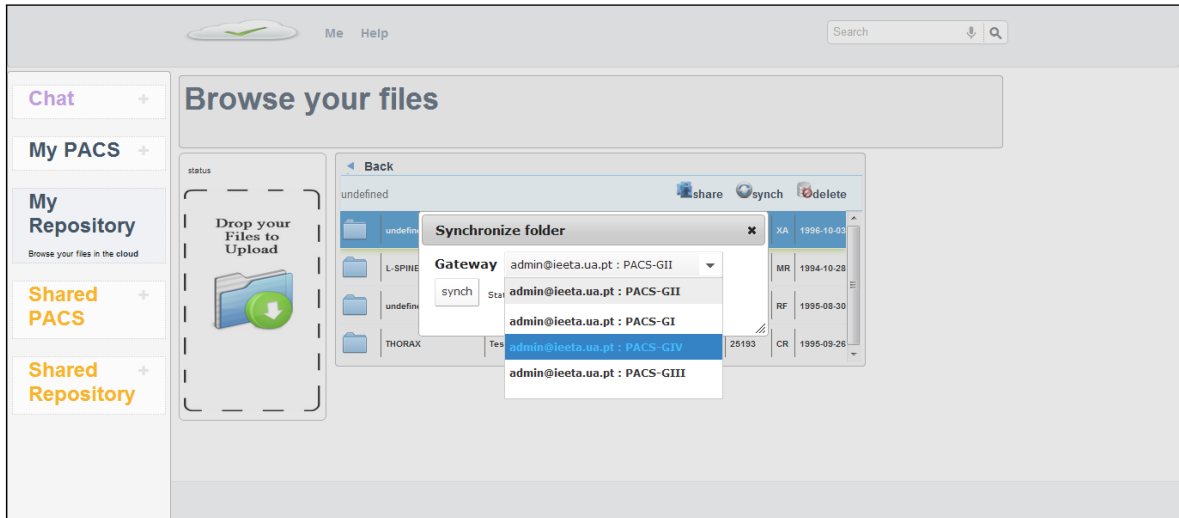 Me Help
Search
Chat +
My PACS +
My
Repository
Browse your files in the cloud
Shared +
PACS
Shared +
Repository
Browse your files
status
Drop your
Files to
Upload
Back
undefined
share synch delete
XA 1996-10-03
L-SPINE MR 1994-10-28
RF 1995-08-30
THORAX 25193 CR 1995-09-26
Synchronize folder
Gateway admin@ieeta.ua.pt : PACS-GII
synch
admin@ieeta.ua.pt : PACS-GII
admin@ieeta.ua.pt : PACS-GI
admin@ieeta.ua.pt : PACS-GIV
admin@ieeta.ua.pt : PACS-GIII